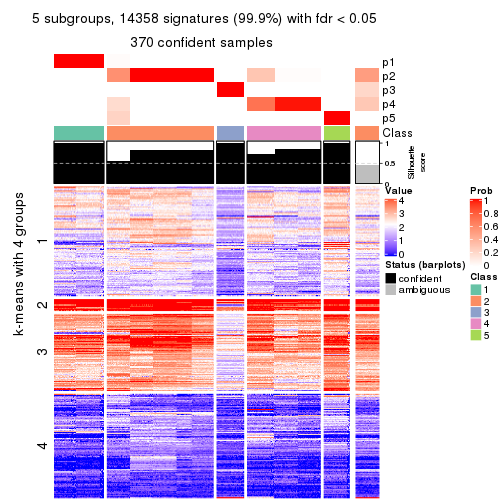 5 subgroups, 14358 signatures (99.9%) with fdr < 0.05
370 confident samples
p1
p2
p3
p4
p5
Class
1
0.5
0
Silhouette
score
k-means with 4 groups
1
2
3
4
Value
4
3
2
1
0
Status (barplots)
confident
ambiguous
Prob
1
0.8
0.6
0.4
0.2
0
Class
1
2
3
4
5